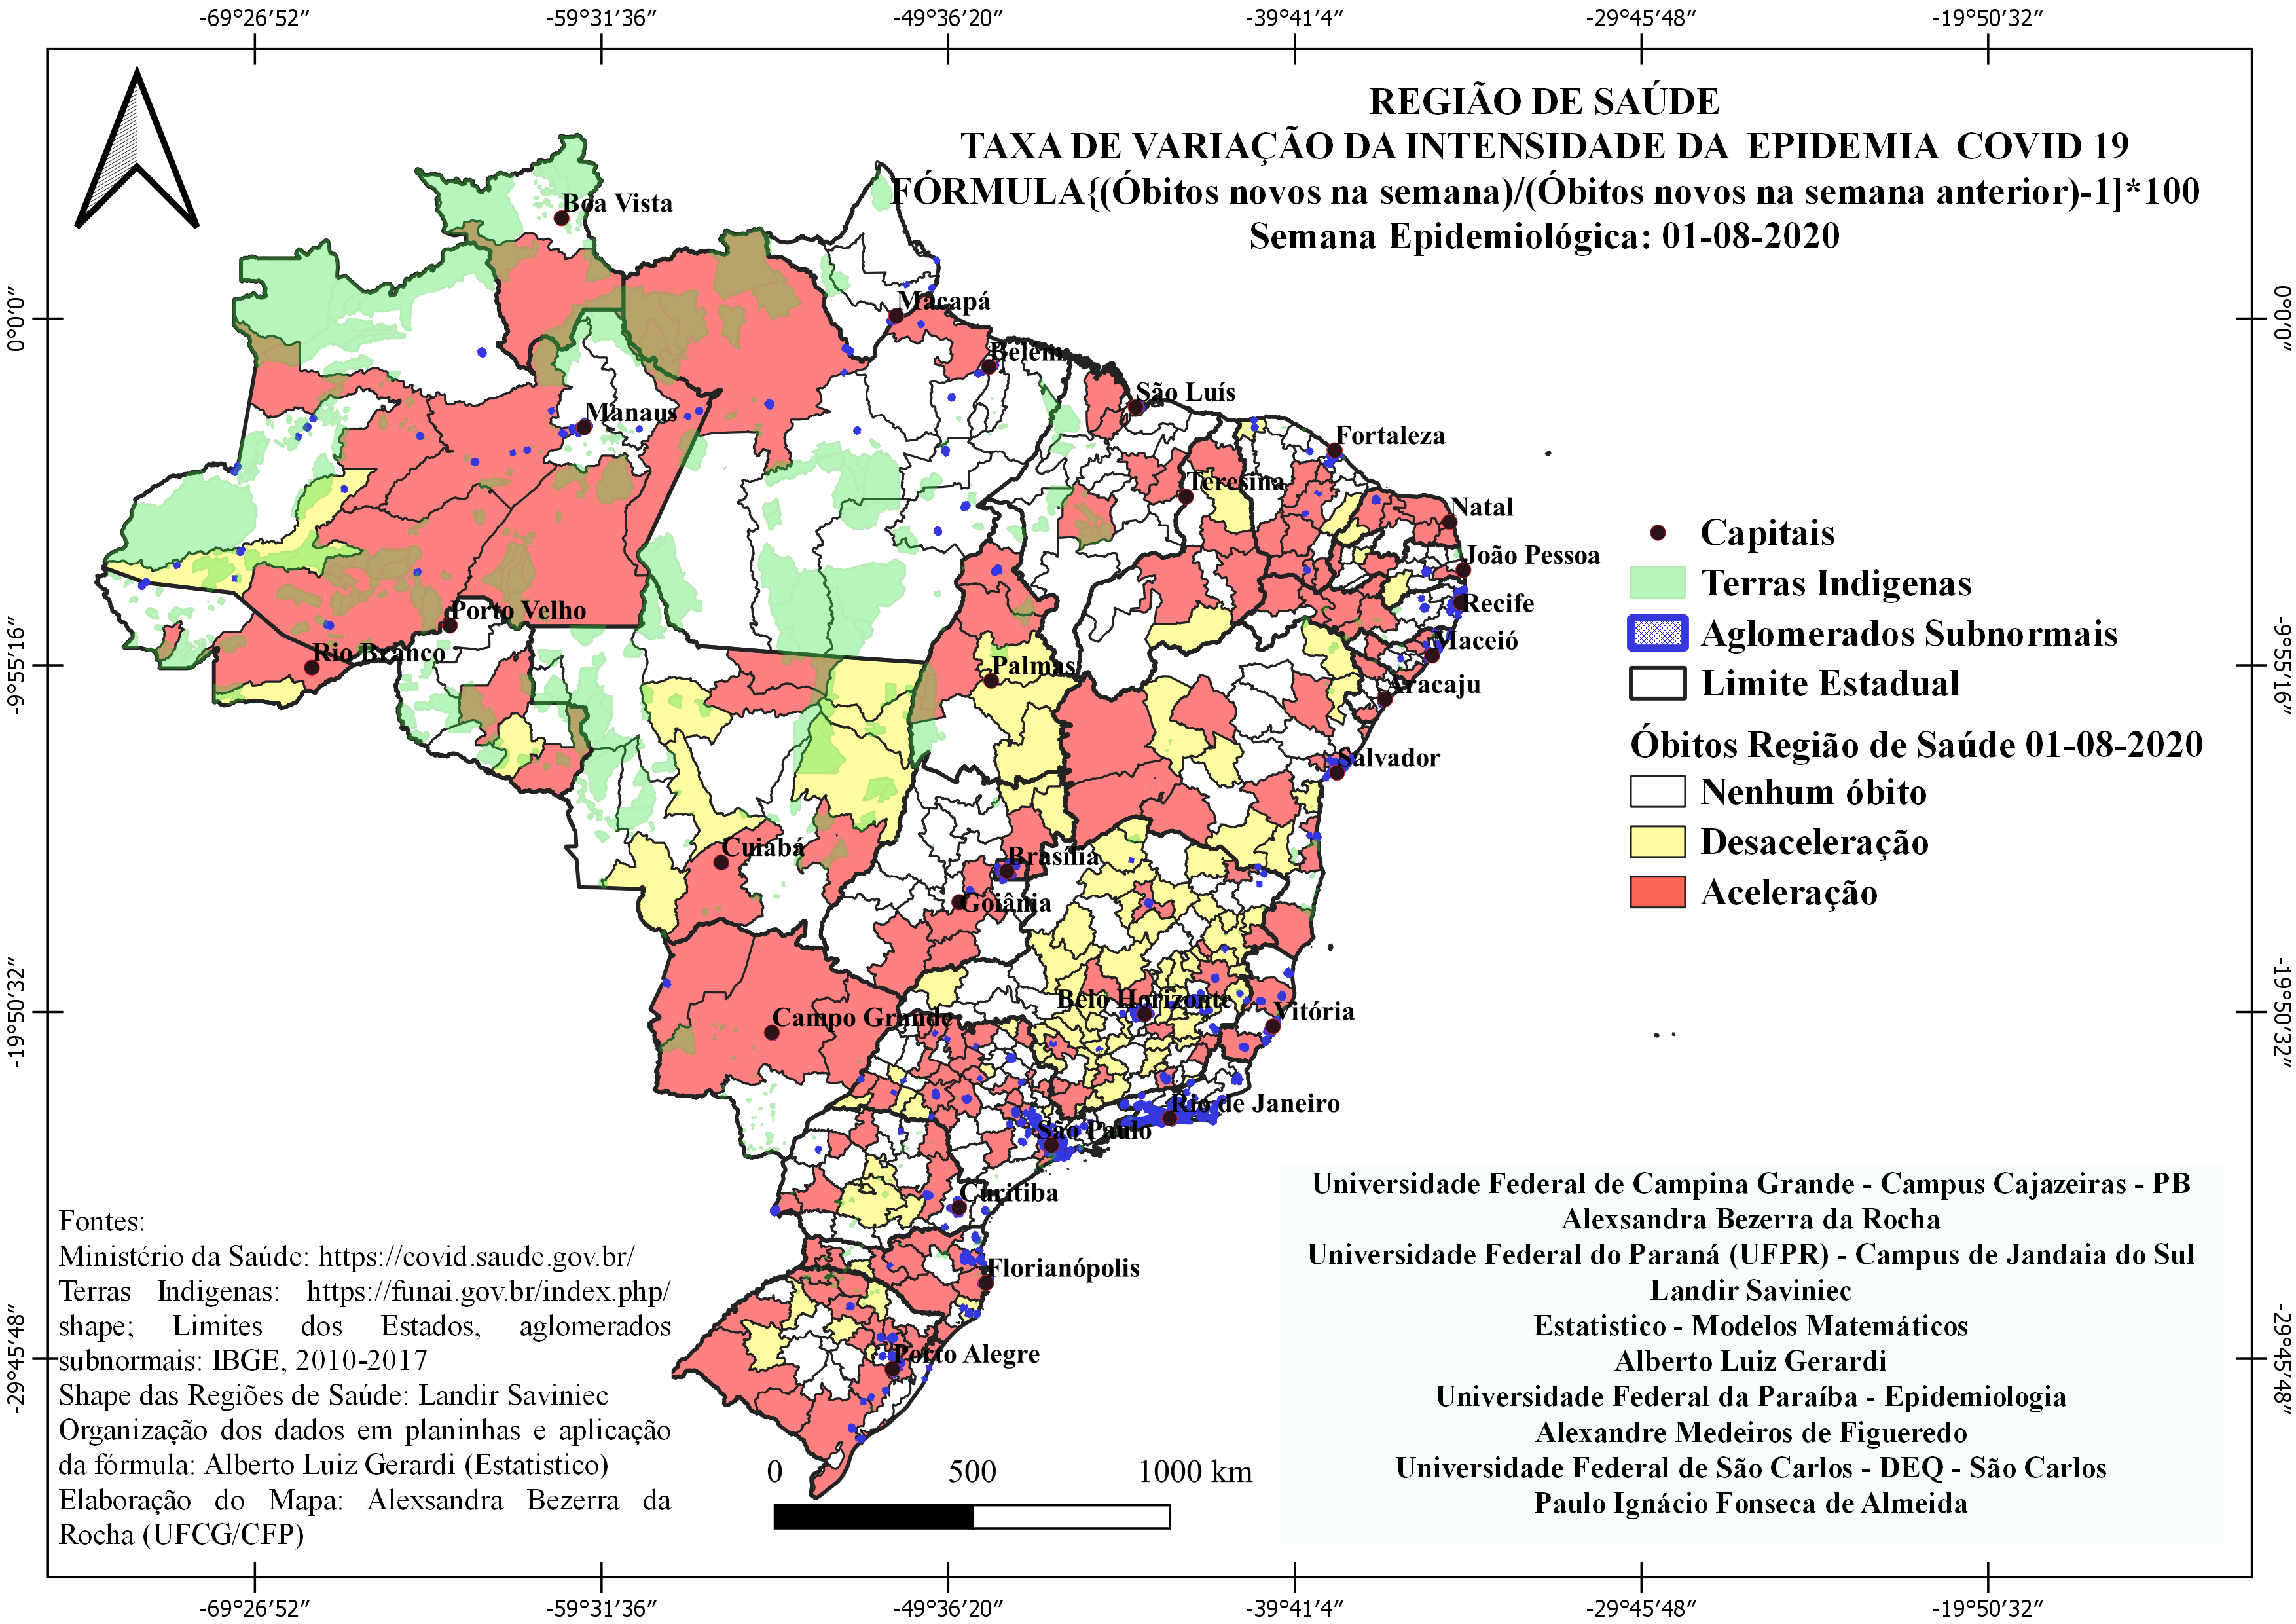 -69°26′52″ -59°31′36″ -49°36′20″ -39°41′4″ -29°45′48″ -19°50′32″
REGIÃO DE SAÚDE
TAXA DE VARIAÇÃO DA INTENSIDADE DA EPIDEMIA COVID 19
FÓRMULA{(Óbitos novos na semana)/(Óbitos novos na semana anterior)-1]*100
Semana Epidemiológica: 01-08-2020
0°0′0″
-9°55′16″
-19°50′32″
-29°45′48″
0°0′0″
-9°55′16″
-19°50′32″
-29°45′48″
Boa Vista
Macapá
Belém
São Luís
Manaus
Fortaleza
Teresina
Natal
João Pessoa
Recife
Porto Velho
Maceió
Rio Branco
Palmas
Aracaju
Salvador
Cuiabá
Brasília
Goiânia
Belo Horizonte
Vitória
Campo Grande
Rio de Janeiro
São Paulo
Curitiba
Florianópolis
Porto Alegre
Capitais
Terras Indigenas
Aglomerados Subnormais
Limite Estadual
Óbitos Região de Saúde 01-08-2020
Nenhum óbito
Desaceleração
Aceleração
Fontes:
Ministério da Saúde: https://covid.saude.gov.br/
Terras Indigenas: https://funai.gov.br/index.php/
shape; Limites dos Estados, aglomerados
subnormais: IBGE, 2010-2017
Shape das Regiões de Saúde: Landir Saviniec
Organização dos dados em planinhas e aplicação
da fórmula: Alberto Luiz Gerardi (Estatistico)
Elaboração do Mapa: Alexsandra Bezerra da
Rocha (UFCG/CFP)
0 500 1000 km
Universidade Federal de Campina Grande - Campus Cajazeiras - PB
Alexsandra Bezerra da Rocha
Universidade Federal do Paraná (UFPR) - Campus de Jandaia do Sul
Landir Saviniec
Estatistico - Modelos Matemáticos
Alberto Luiz Gerardi
Universidade Federal da Paraíba - Epidemiologia
Alexandre Medeiros de Figueredo
Universidade Federal de São Carlos - DEQ - São Carlos
Paulo Ignácio Fonseca de Almeida
-69°26′52″ -59°31′36″ -49°36′20″ -39°41′4″ -29°45′48″ -19°50′32″